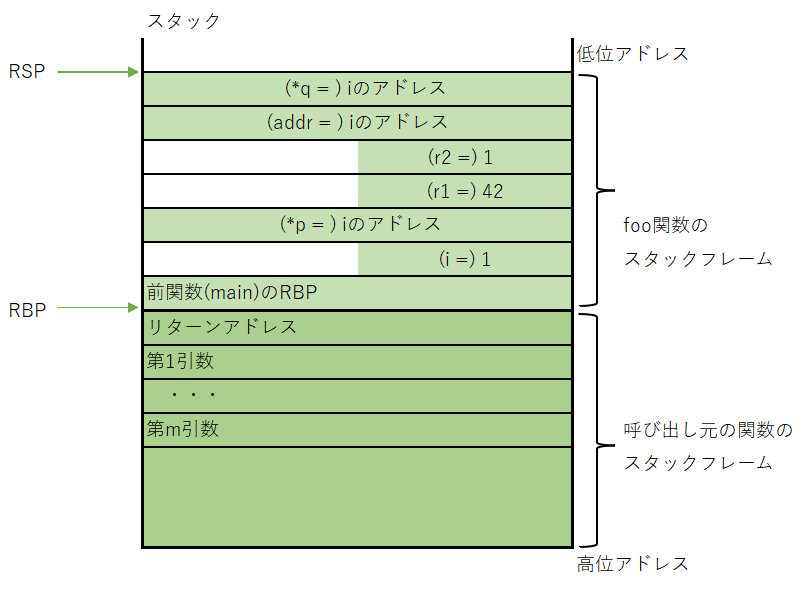 スタック
低位アドレス
RSP
(*q = ) iのアドレス
(addr = ) iのアドレス
(r2 =) 1
(r1 =) 42
(*p = ) iのアドレス
(i =) 1
foo関数の
スタックフレーム
前関数(main)のRBP
RBP
リターンアドレス
第1引数
・・・
第m引数
呼び出し元の関数の
スタックフレーム
高位アドレス